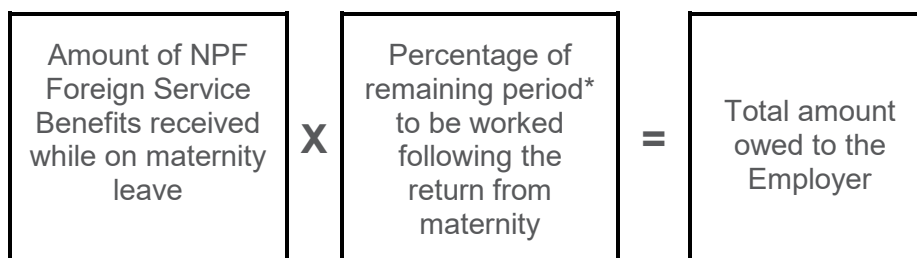 Amount of NPF
Foreign Service
Benefits received
while on maternity
leave
X
Percentage of
remaining period*
to be worked
following the
return from
maternity
=
Total amount
owed to the
Employer